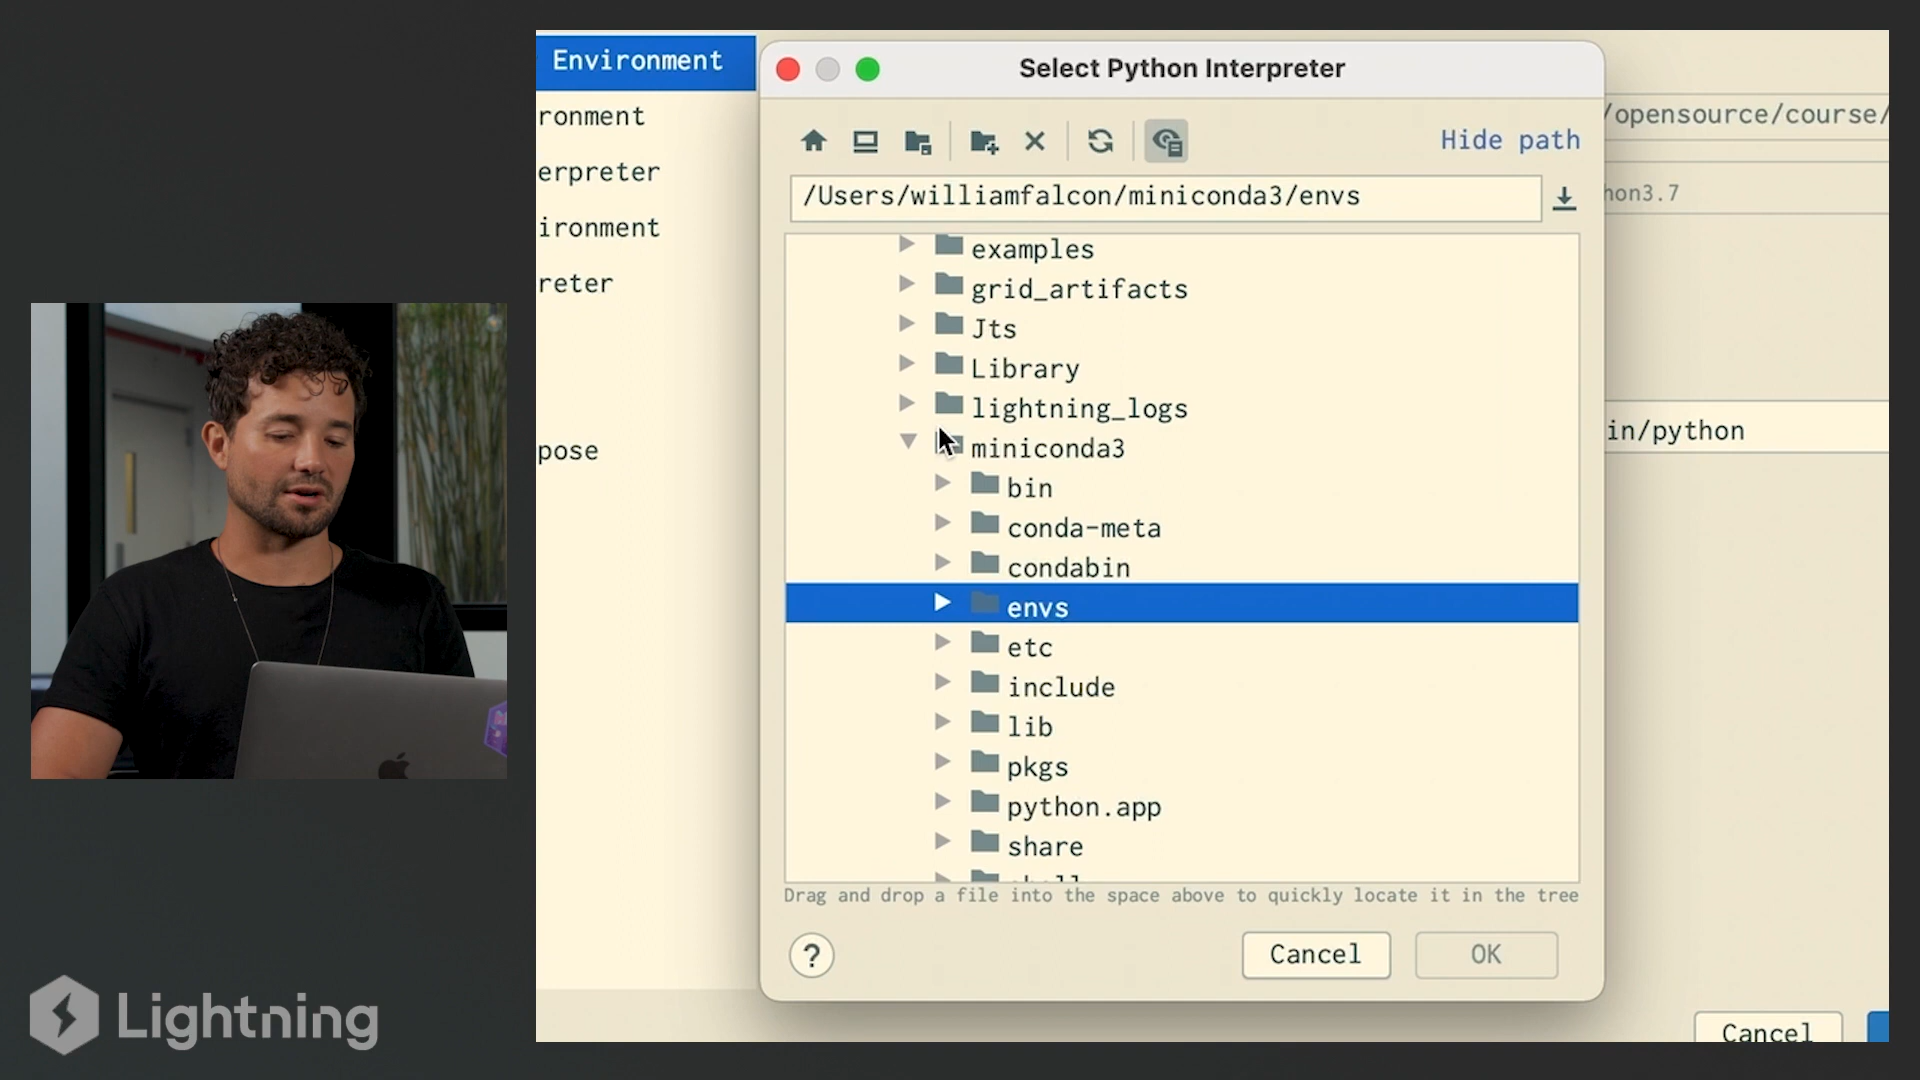 Environment
ronment
erpreter
ironment
reter
pose
Select Python Interpreter
Hide path
/Users/williamfalcon/miniconda3/envs
examples
grid_artifacts
Jts
Library
lightning_logs
miniconda3
bin
conda-meta
condabin
envs
etc
include
lib
pkgs
python.app
share
Drag and drop a file into the space above to quickly locate it in the tree
?
Cancel
OK
/opensource/course/
hon3.7
in/python
Cancel
Lightning